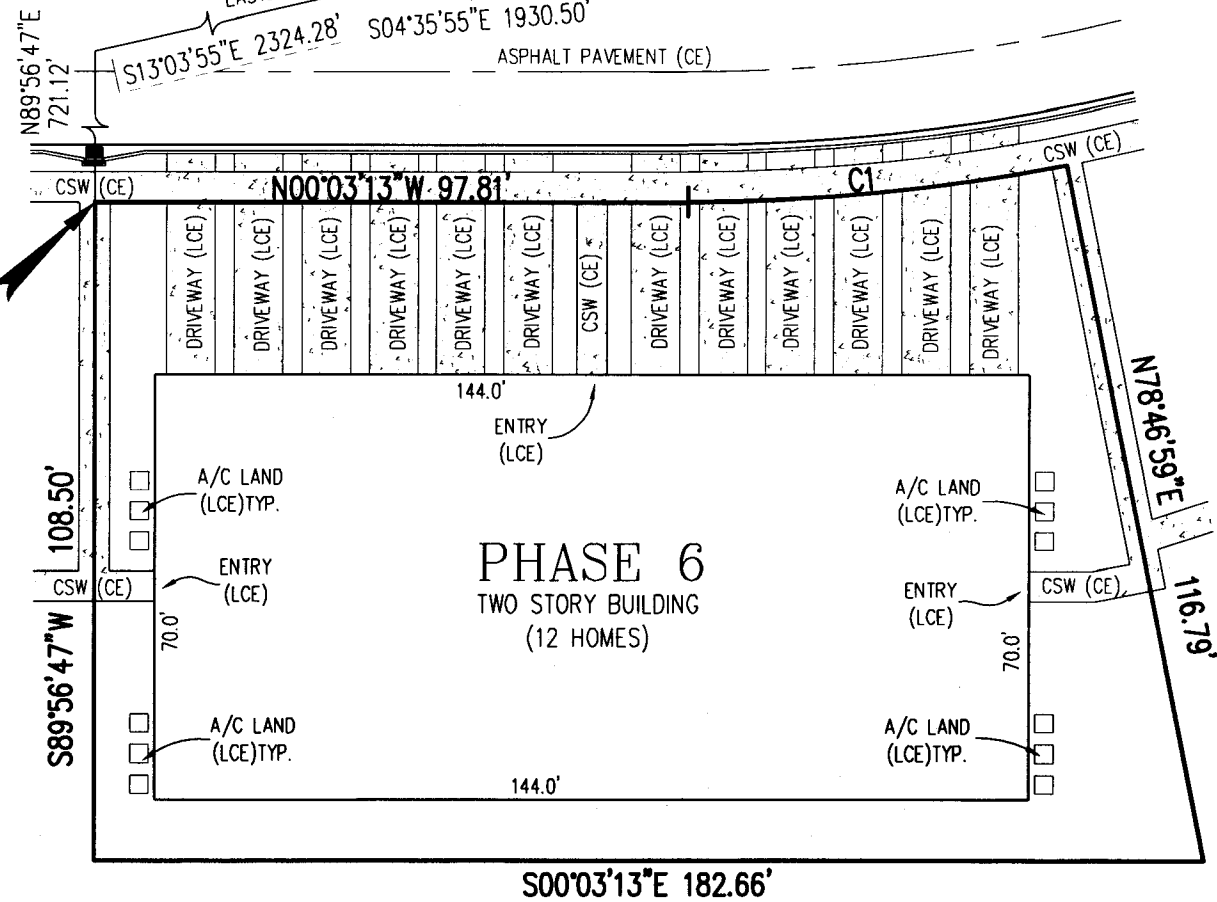 N89°56'47"E
721.12'
S13°03'55"E 2324.28'
S04°35'55"E 1930.50'
ASPHALT PAVEMENT (CE)
CSW (CE)
N00°03'13"W 97.81'
C1
CSW (CE)
DRIVEWAY (LCE)
DRIVEWAY (LCE)
DRIVEWAY (LCE)
DRIVEWAY (LCE)
DRIVEWAY (LCE)
DRIVEWAY (LCE)
CSW (CE)
DRIVEWAY (LCE)
DRIVEWAY (LCE)
DRIVEWAY (LCE)
DRIVEWAY (LCE)
DRIVEWAY (LCE)
DRIVEWAY (LCE)
144.0'
ENTRY
(LCE)
N78°46'59"E
116.79'
108.50'
S89°56'47"W
A/C LAND
(LCE)TYP.
A/C LAND
(LCE)TYP.
ENTRY
(LCE)
CSW (CE)
PHASE 6
TWO STORY BUILDING
(12 HOMES)
ENTRY
(LCE)
CSW (CE)
70.0'
70.0'
A/C LAND
(LCE)TYP.
A/C LAND
(LCE)TYP.
144.0'
S00°03'13"E 182.66'